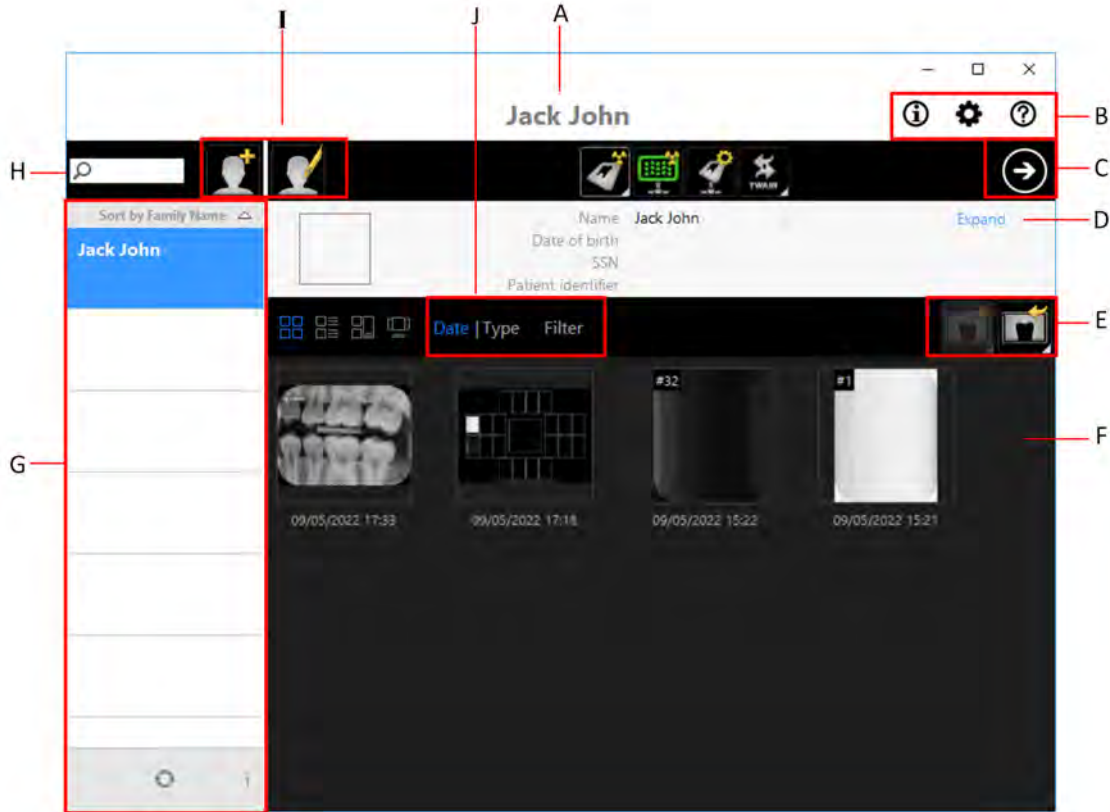 I
J
A
Jack John
B
H
C
TWAIN
Sort by Family Name
Name Jack John
Expand
D
Date of birth
SSN
Patient identifier
Jack John
Date | Type Filter
E
#32
#1
F
G
09/05/2022 17:33
09/05/2022 17:16
09/05/2022 15:22
09/05/2022 15:21